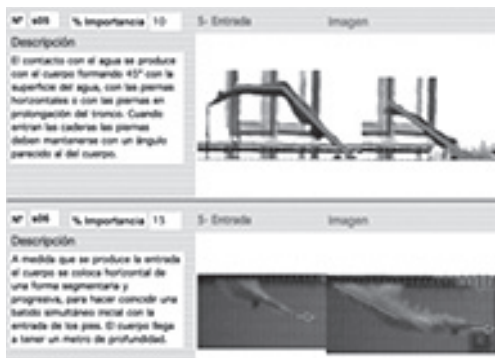 Nº s05 % Importancia 10 5- Entrada Imagen
Descripción
El contacto con el agua se produce
con el cuerpo formando 45° con la
superficie del agua, con las piernas
horizontales o con las piernas en
prolongación del tronco. Cuando
entran las caderas las piernas
deben mantenerse con un ángulo
parecido al del cuerpo.
Nº s06 % Importancia 15 5- Entrada Imagen
Descripción
A medida que se produce la entrada
el cuerpo se coloca horizontal de
una forma segmentaria y
progresiva, para hacer coincidir una
batido simultáneo inicial con la
entrada de los pies. El cuerpo llega
a tener un metro de profundidad.